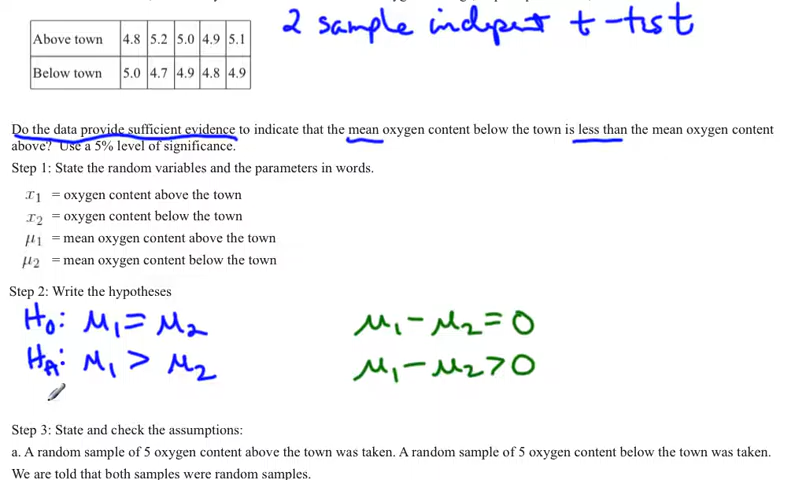 2 sample indepent t-test
Above town 4.8 5.2 5.0 4.9 5.1
Below town 5.0 4.7 4.9 4.8 4.9
Do the data provide sufficient evidence to indicate that the mean oxygen content below the town is less than the mean oxygen content
above? Use a 5% level of significance.
Step 1: State the random variables and the parameters in words.
x₁ = oxygen content above the town
x₂ = oxygen content below the town
μ₁ = mean oxygen content above the town
μ₂ = mean oxygen content below the town
Step 2: Write the hypotheses
H₀: μ₁ = μ₂ μ₁ - μ₂ = 0
H_A: μ₁ > μ₂ μ₁ - μ₂ > 0
Step 3: State and check the assumptions:
a. A random sample of 5 oxygen content above the town was taken. A random sample of 5 oxygen content below the town was taken.
We are told that both samples were random samples.